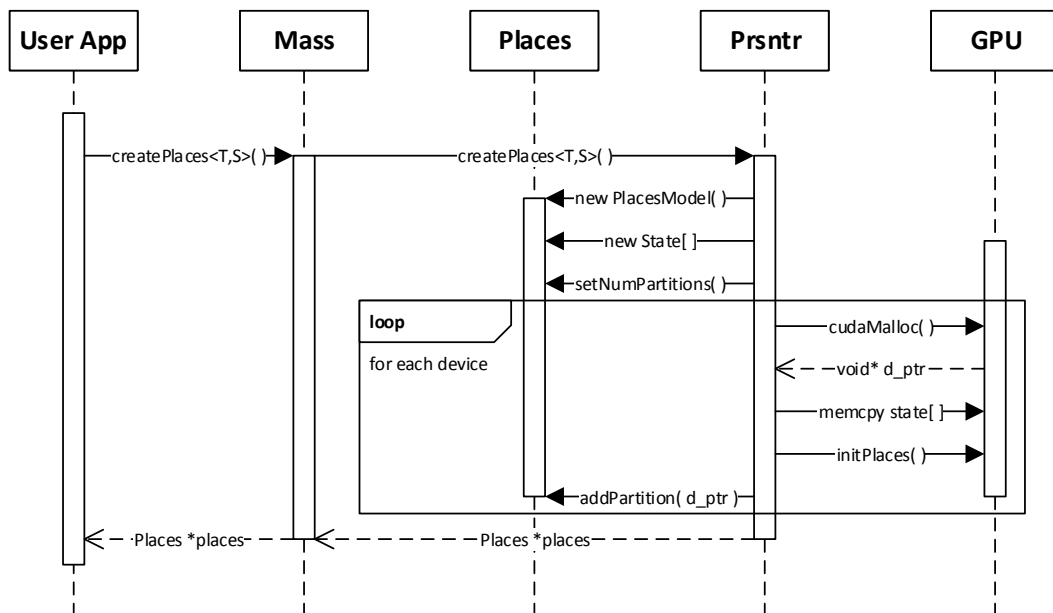 User App
Mass
Places
Prsntr
GPU
createPlaces<T,S>( )
createPlaces<T,S>( )
new PlacesModel( )
new State[ ]
setNumPartitions( )
loop
cudaMalloc( )
for each device
void* d_ptr
memcpy state[ ]
initPlaces( )
addPartition( d_ptr )
Places *places
Places *places